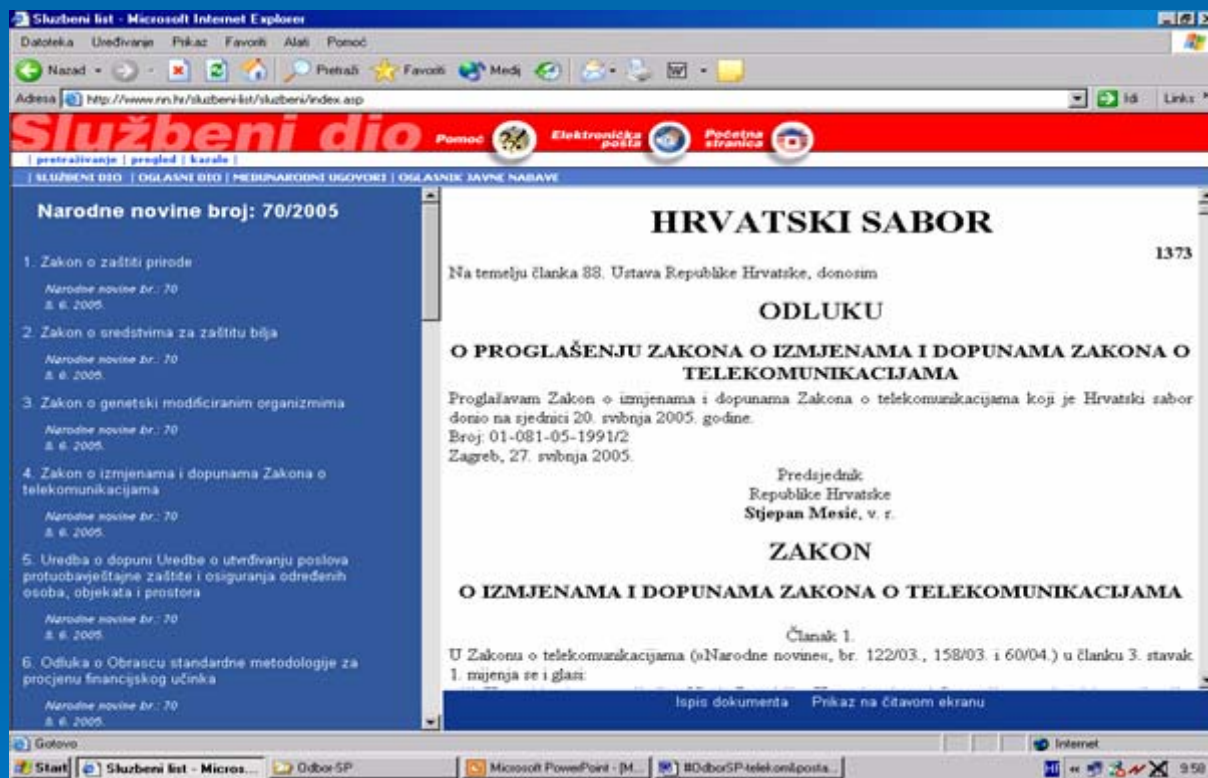 Sluzbeni list - Microsoft Internet Explorer
Datoteka Uređivanje Prikaz Favoriti Alati Pomoć
Nazad Pretraži Favoriti Medij
Adresa http://www.nn.hr/sluzbeni-list/sluzbeni/index.asp Idi Links
Službeni dio Pomoć Elektronička pošta Početna stranica
| pretraživanje | pregled | kazalo |
| SLUŽBENI DIO | OGLASNI DIO | MEĐUNARODNI UGOVORI | OGLASNIK JAVNE NABAVE
Narodne novine broj: 70/2005
1. Zakon o zaštiti prirode
Narodne novine br.: 70
8. 6. 2005.
2. Zakon o sredstvima za zaštitu bilja
Narodne novine br.: 70
8. 6. 2005.
3. Zakon o genetski modificiranim organizmima
Narodne novine br.: 70
8. 6. 2005.
4. Zakon o izmjenama i dopunama Zakona o
telekomunikacijama
Narodne novine br.: 70
8. 6. 2005.
5. Uredba o dopuni Uredbe o utvrđivanju poslova
protuobavještajne zaštite i osiguranja određenih
osoba, objekata i prostora
Narodne novine br.: 70
8. 6. 2005.
6. Odluka o Obrascu standardne metodologije za
procjenu financijskog učinka
Narodne novine br.: 70
8. 6. 2005.
HRVATSKI SABOR
1373
Na temelju članka 88. Ustava Republike Hrvatske, donosim
ODLUKU
O PROGLAŠENJU ZAKONA O IZMJENAMA I DOPUNAMA ZAKONA O
TELEKOMUNIKACIJAMA
Proglašavam Zakon o izmjenama i dopunama Zakona o telekomunikacijama koji je Hrvatski sabor
donio na sjednici 20. svibnja 2005. godine.
Broj: 01-081-05-1991/2
Zagreb, 27. svibnja 2005.
Predsjednik
Republike Hrvatske
Stjepan Mesić, v. r.
ZAKON
O IZMJENAMA I DOPUNAMA ZAKONA O TELEKOMUNIKACIJAMA
Članak 1.
U Zakonu o telekomunikacijama (»Narodne novine«, br. 122/03., 158/03. i 60/04.) u članku 3. stavak
1. mijenja se i glasi:
Ispis dokumenta Prikaz na čitavom ekranu
Gotovo Internet
Start Sluzbeni list - Micros... Odbor-SP Microsoft PowerPoint - [M... #OdborSP-telekom&posta... HR 9:58